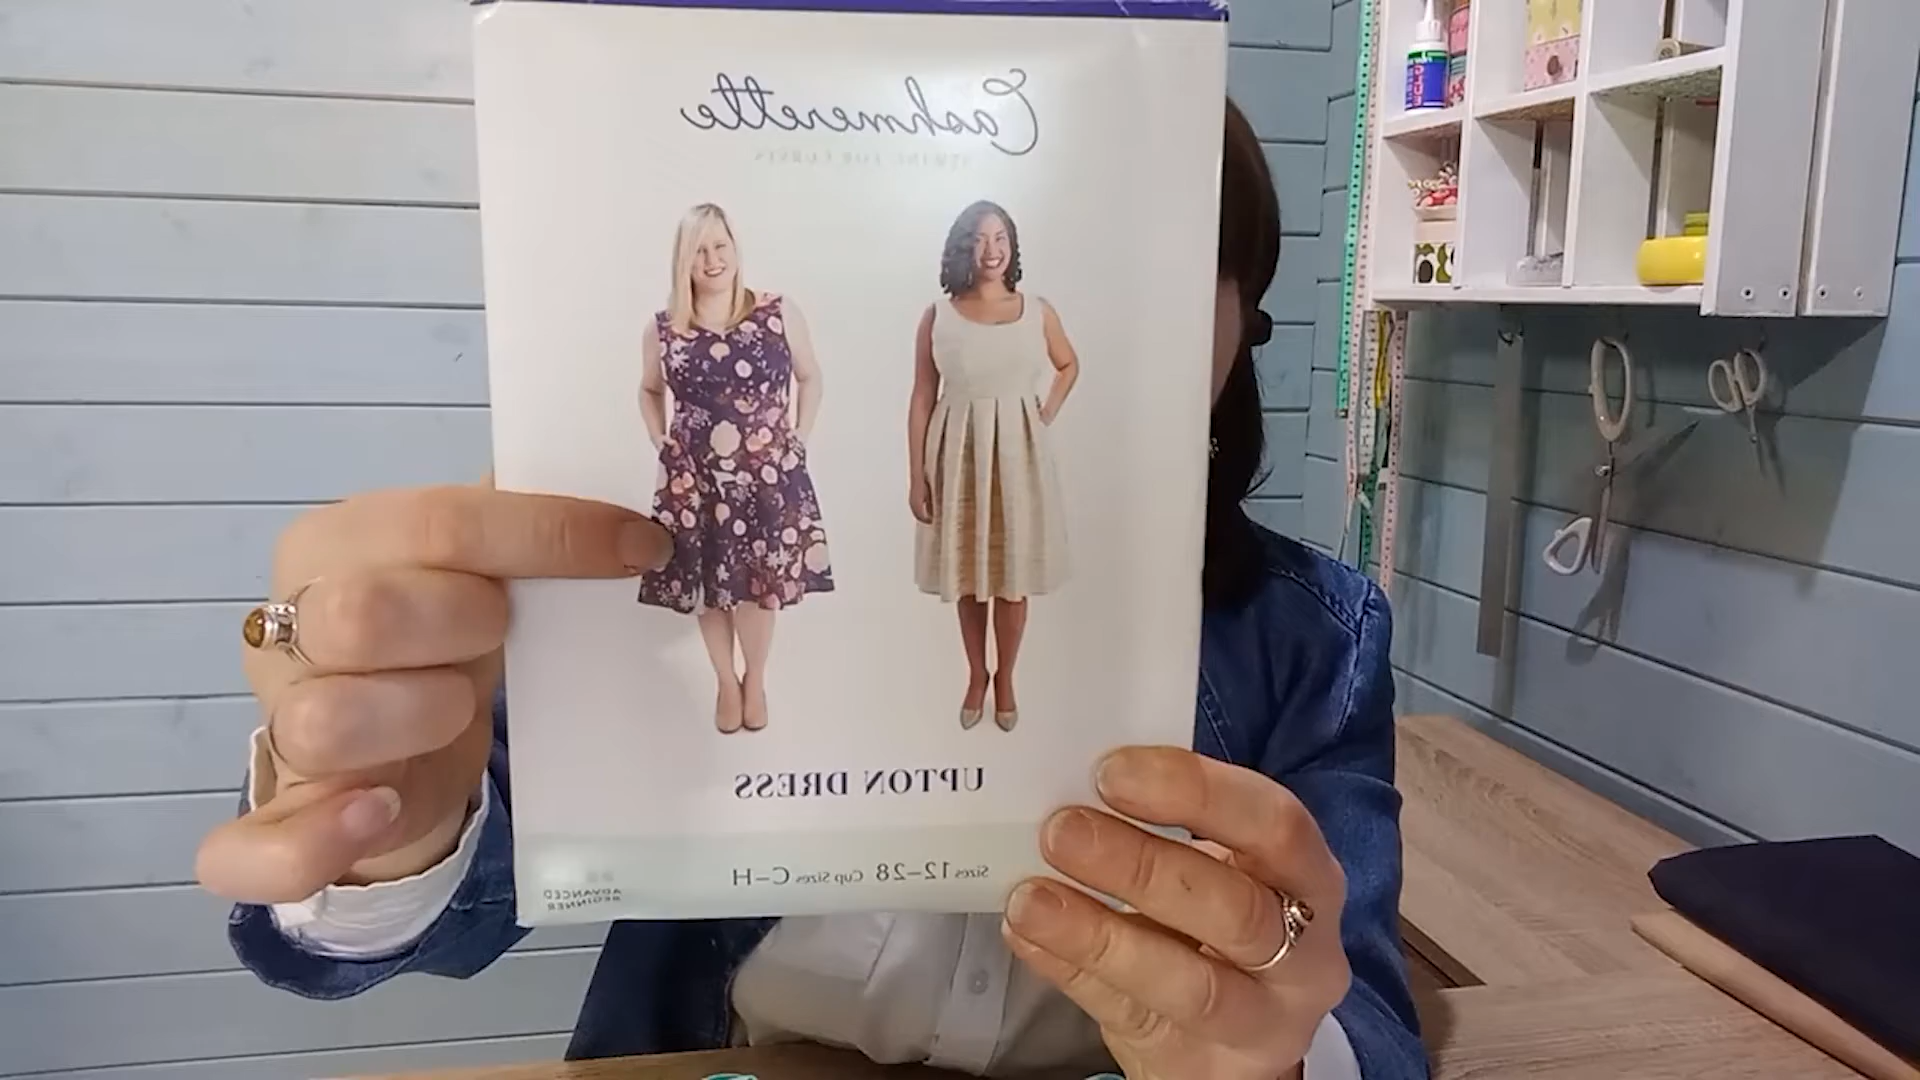 Cashmerette
SEWING FOR CURVES
UPTON DRESS
Sizes 12–28 Cup Sizes C–H
ADVANCED
BEGINNER